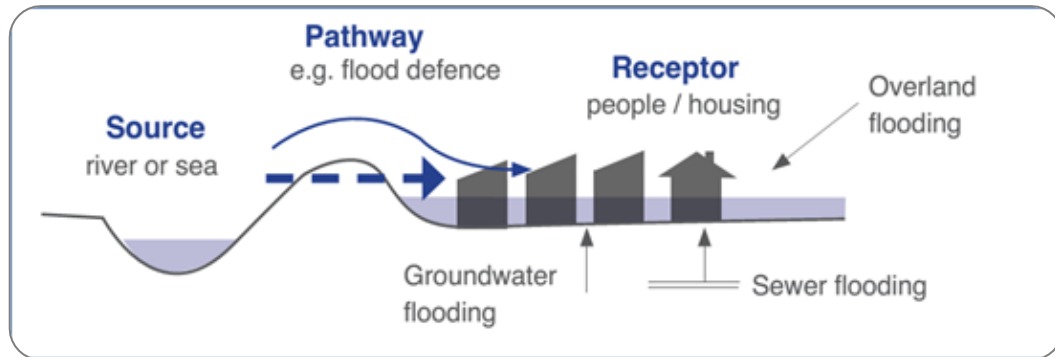 Pathway
e.g. flood defence
Receptor
people / housing
Overland
flooding
Source
river or sea
Groundwater
flooding
Sewer flooding